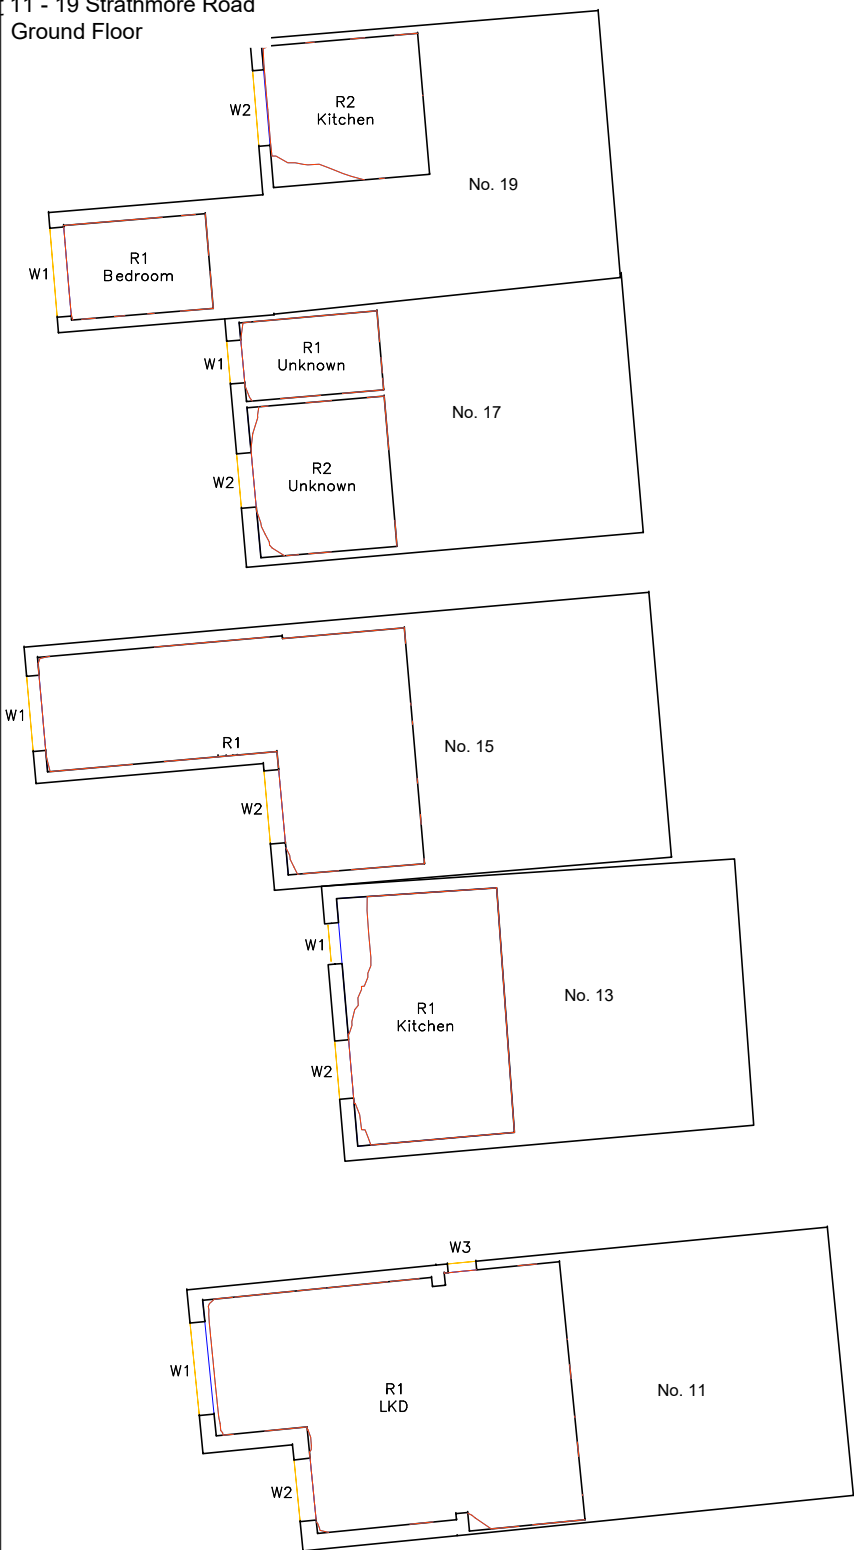 11 - 19 Strathmore Road
Ground Floor
W2
R2
Kitchen
No. 19
W1
R1
Bedroom
W1
R1
Unknown
No. 17
W2
R2
Unknown
W1
R1
No. 15
W2
W1
No. 13
R1
Kitchen
W2
W3
W1
R1
LKD
No. 11
W2